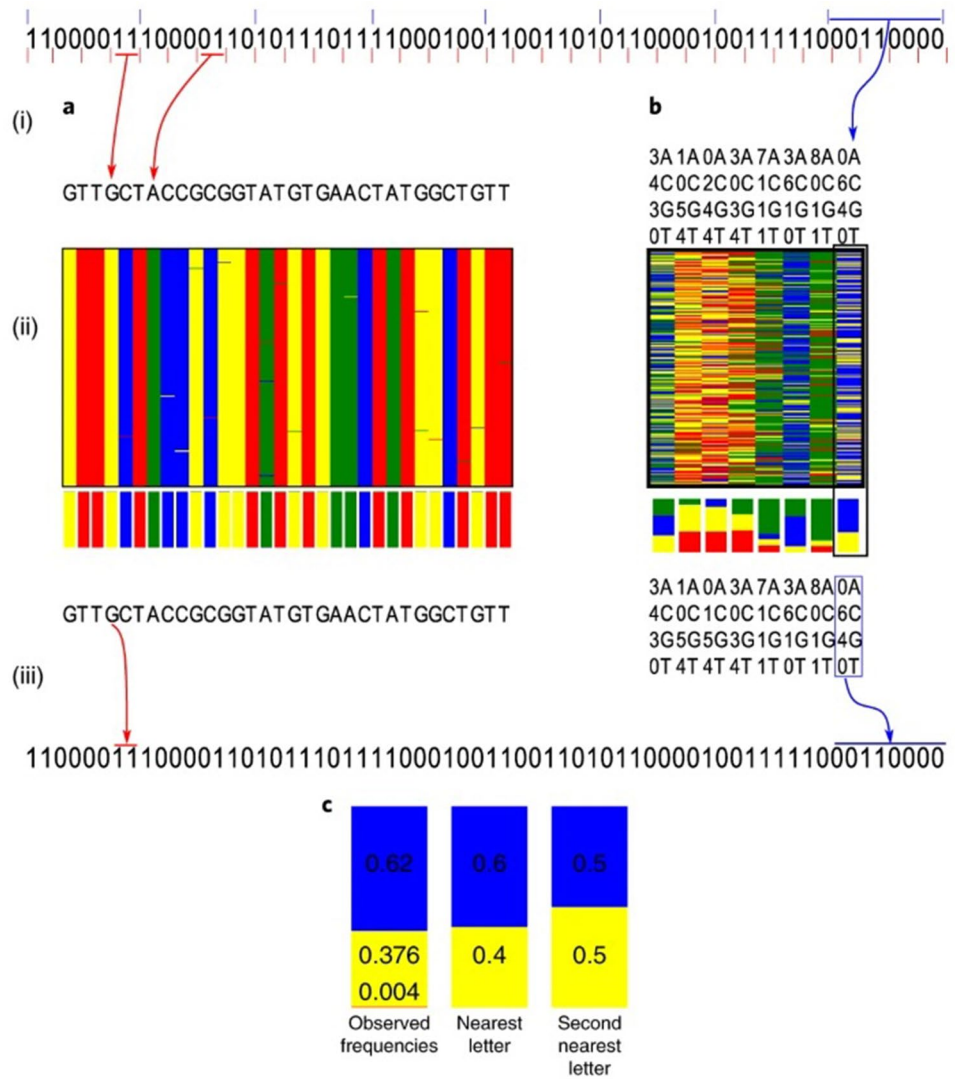 a
b
(i)
3A 1A 0A 3A 7A 3A 8A 0A
4C 0C 2C 0C 1C 6C 0C 6C
3G 5G 4G 3G 1G 1G 1G 4G
0T 4T 4T 4T 1T 0T 1T 0T
GTTGCTACCGCGGTATGTGAACTATGGCTGTT
(ii)
3A 1A 0A 3A 7A 3A 8A 0A
4C 0C 1C 0C 1C 6C 0C 6C
3G 5G 5G 3G 1G 1G 1G 4G
0T 4T 4T 4T 1T 0T 1T 0T
GTTGCTACCGCGGTATGTGAACTATGGCTGTT
(iii)
c
0.62 0.6 0.5
0.376 0.4 0.5
0.004
Observed frequencies
Nearest letter
Second nearest letter